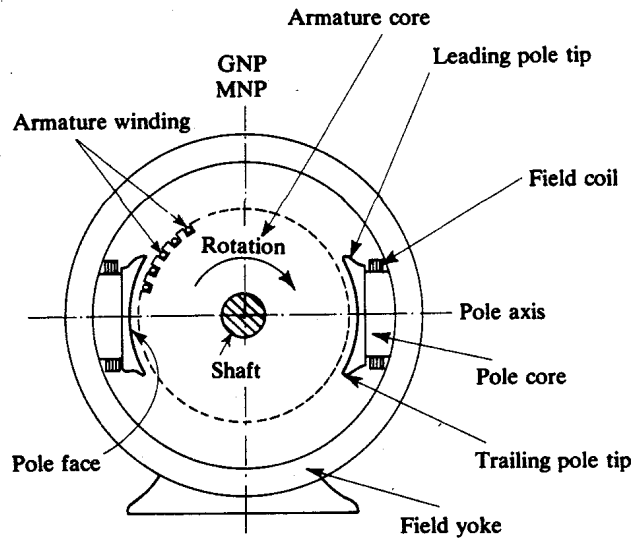 Armature core
GNP
MNP
Leading pole tip
Armature winding
Field coil
Rotation
Pole axis
Shaft
Pole core
Pole face
Trailing pole tip
Field yoke